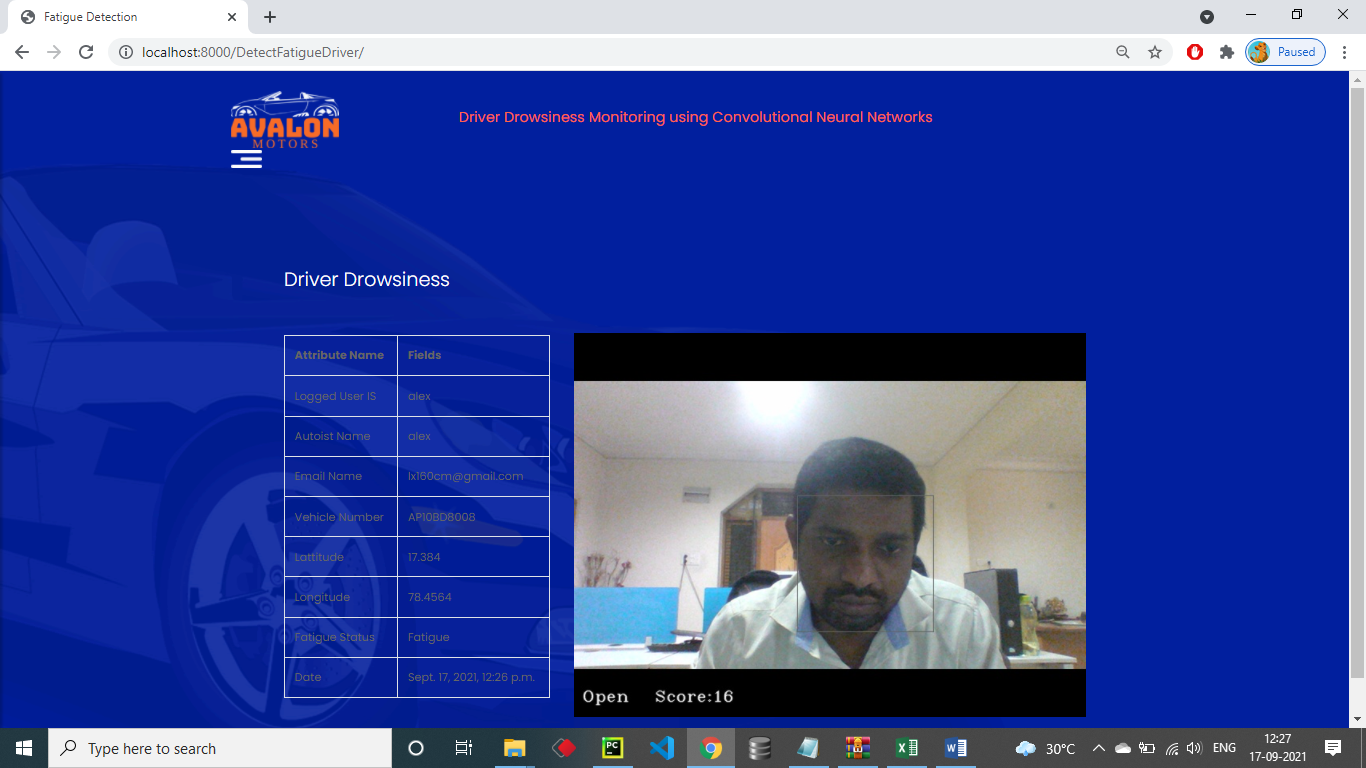 Fatigue Detection
localhost:8000/DetectFatigueDriver/
Paused
AVALON
MOTORS
Driver Drowsiness Monitoring using Convolutional Neural Networks
Driver Drowsiness
Attribute Name Fields
Logged User IS alex
Autoist Name alex
Email Name lx160cm@gmail.com
Vehicle Number AP10BD8008
Lattitude 17.384
Longitude 78.4564
Fatigue Status Fatigue
Date Sept. 17, 2021, 12:26 p.m.
Open Score:16
Type here to search
PC
30°C
ENG
12:27
17-09-2021